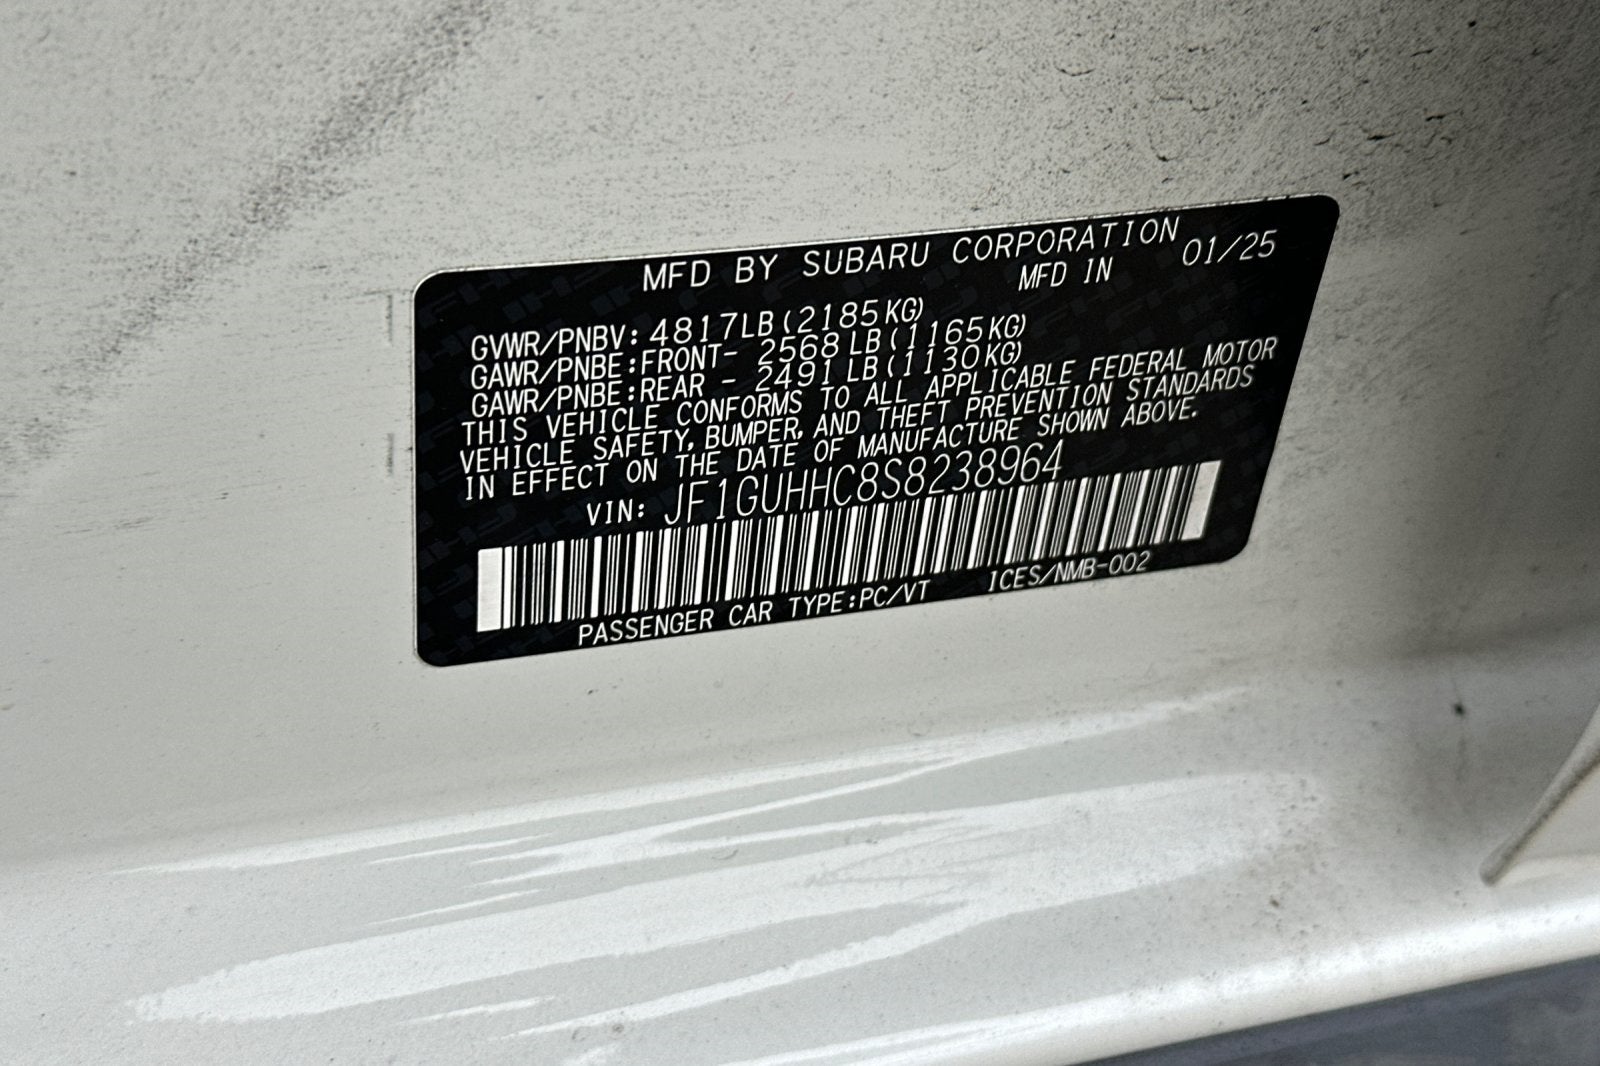 MFD BY SUBARU CORPORATION
MFD IN 01/25
GVWR/PNBV: 4817LB(2185KG)
GAWR/PNBE:FRONT- 2568 LB(1165KG)
GAWR/PNBE:REAR - 2491 LB(1130KG)
THIS VEHICLE CONFORMS TO ALL APPLICABLE FEDERAL MOTOR
VEHICLE SAFETY, BUMPER, AND THEFT PREVENTION STANDARDS
IN EFFECT ON THE DATE OF MANUFACTURE SHOWN ABOVE.
VIN: JF1GUHHC8S8238964
PASSENGER CAR TYPE:PC/VT ICES/NMB-002